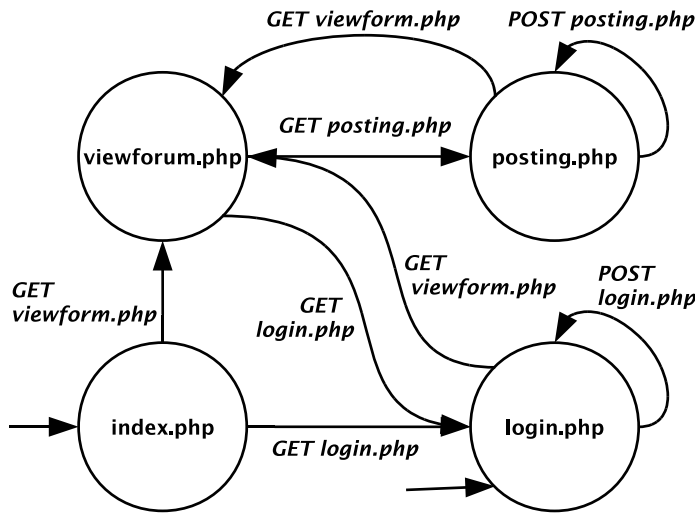 GET viewform.php
POST posting.php
GET posting.php
viewforum.php
posting.php
GET
viewform.php
GET
login.php
GET
viewform.php
POST
login.php
index.php
GET login.php
login.php